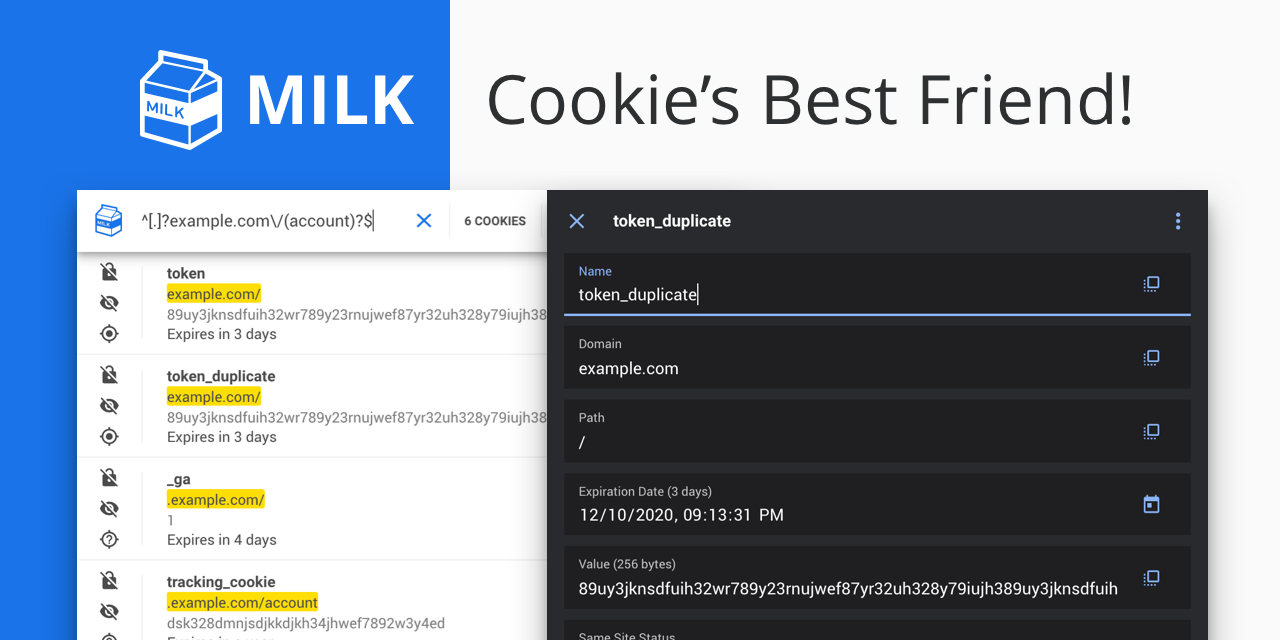 MILK
MILK
Cookie’s Best Friend!
MILK
^[.]?example.com\/(account)?$
6 COOKIES
token
example.com/
89uy3jknsdfuih32wr789y23rnujwef87yr32uh328y79iujh38
Expires in 3 days
token_duplicate
example.com/
89uy3jknsdfuih32wr789y23rnujwef87yr32uh328y79iujh38
Expires in 3 days
_ga
.example.com/
1
Expires in 4 days
tracking_cookie
.example.com/account
dsk328dmnjsdjkkdjkh34jhwef7892w3y4ed
token_duplicate
Name
token_duplicate
Domain
example.com
Path
/
Expiration Date (3 days)
12/10/2020, 09:13:31 PM
Value (256 bytes)
89uy3jknsdfuih32wr789y23rnujwef87yr32uh328y79iujh389uy3jknsdfuih
Same Site Status